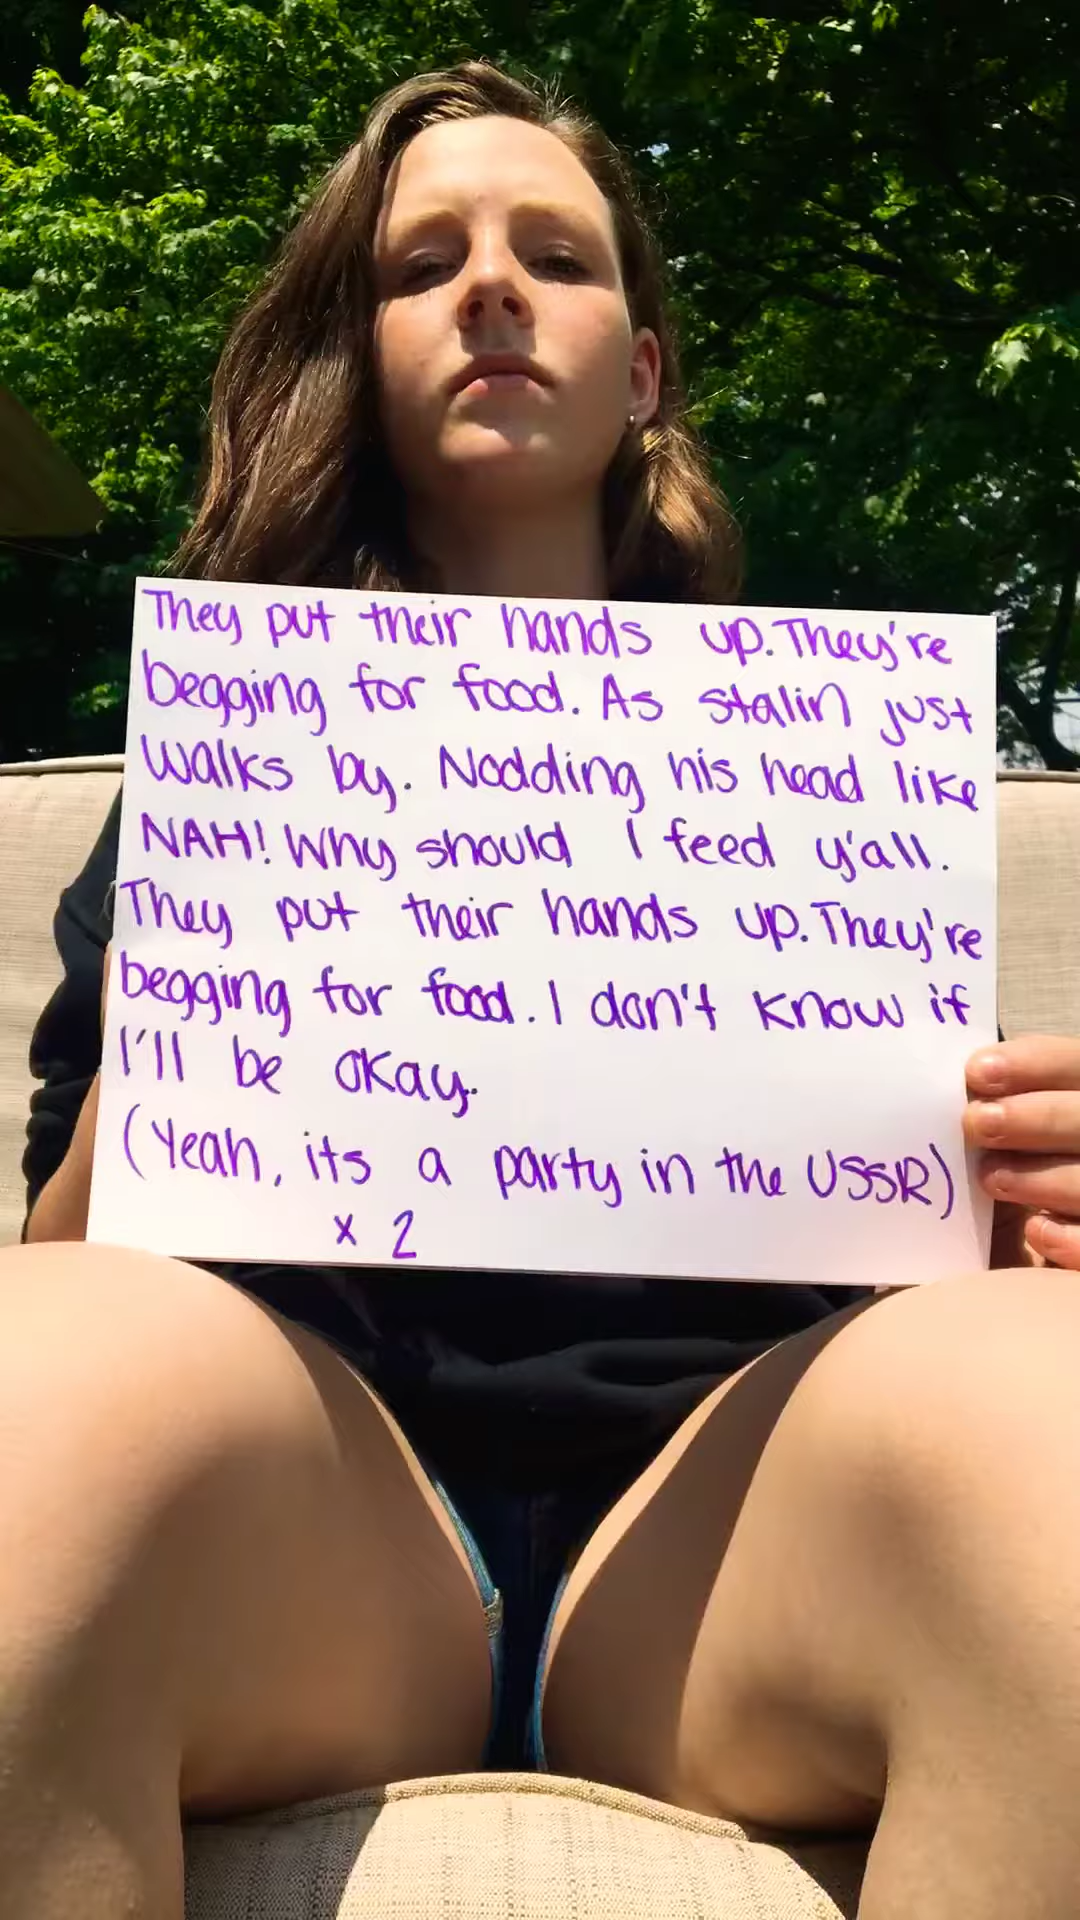 They put their hands up. They're
begging for food. As stalin just
walks by. Nodding his head like
NAH! Why should I feed y'all.
They put their hands up. They're
begging for food. I don't know if
I'll be okay.
(Yeah, its a party in the USSR)
x 2